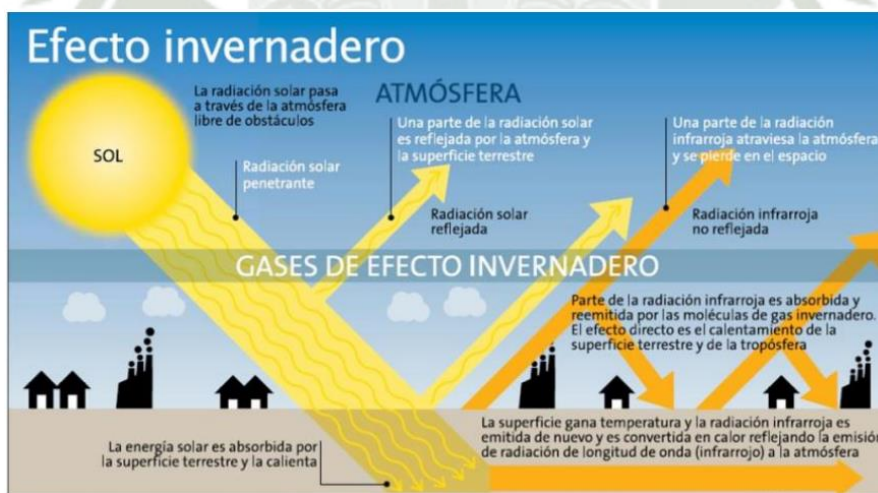 Efecto invernadero
La radiación solar pasa
a través de la atmósfera
libre de obstáculos
ATMÓSFERA
SOL
Radiación solar
penetrante
Una parte de la radiación solar
es reflejada por la atmósfera y
la superficie terrestre
Radiación solar
reflejada
Una parte de la radiación
infrarroja atraviesa la atmósfera
y se pierde en el espacio
Radiación infrarroja
no reflejada
GASES DE EFECTO INVERNADERO
Parte de la radiación infrarroja es absorbida y
reemitida por las moléculas de gas invernadero.
El efecto directo es el calentamiento de la
superficie terrestre y de la tropósfera
La energía solar es absorbida por
la superficie terrestre y la calienta
La superficie gana temperatura y la radiación infrarroja es
emitida de nuevo y es convertida en calor reflejando la emisión
de radiación de longitud de onda (infrarrojo) a la atmósfera